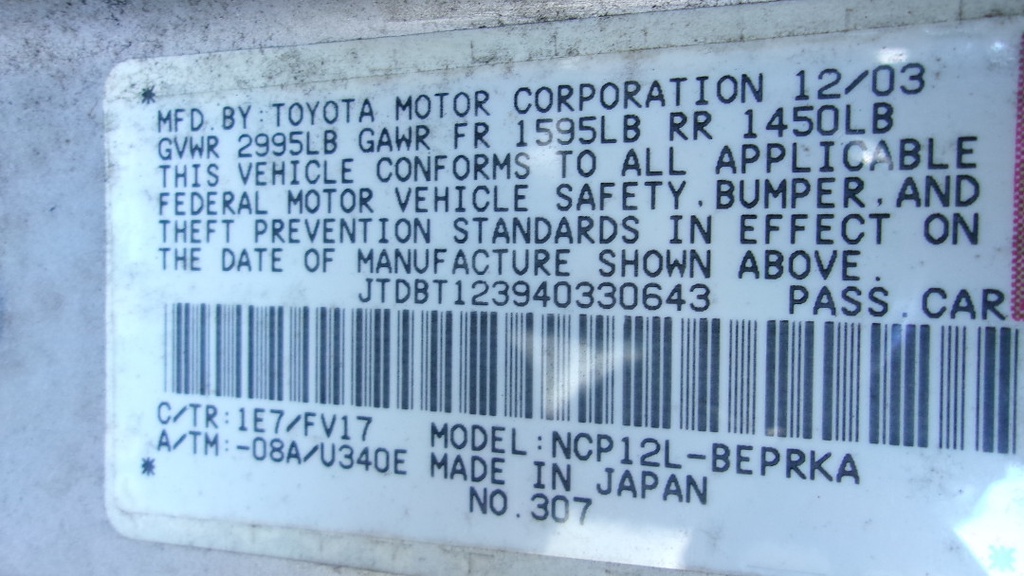 MFD. BY: TOYOTA MOTOR CORPORATION 12/03
GVWR 2995LB GAWR FR 1595LB RR 1450LB
THIS VEHICLE CONFORMS TO ALL APPLICABLE
FEDERAL MOTOR VEHICLE SAFETY, BUMPER, AND
THEFT PREVENTION STANDARDS IN EFFECT ON
THE DATE OF MANUFACTURE SHOWN ABOVE.
JTDBT123940330643 PASS. CAR
C/TR: 1E7/FV17
A/TM: -08A/U340E
MODEL: NCP12L-BEPRKA
MADE IN JAPAN
NO. 307